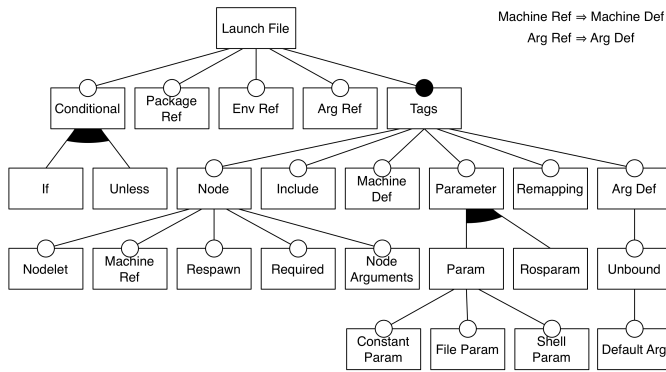 Machine Ref ⇒ Machine Def
Launch File
Arg Ref ⇒ Arg Def
Conditional
Package
Ref
Env Ref
Arg Ref
Tags
If
Unless
Node
Include
Machine
Def
Parameter
Remapping
Arg Def
Nodelet
Machine
Ref
Respawn
Required
Node
Arguments
Param
Rosparam
Unbound
Constant
Param
File Param
Shell
Param
Default Arg